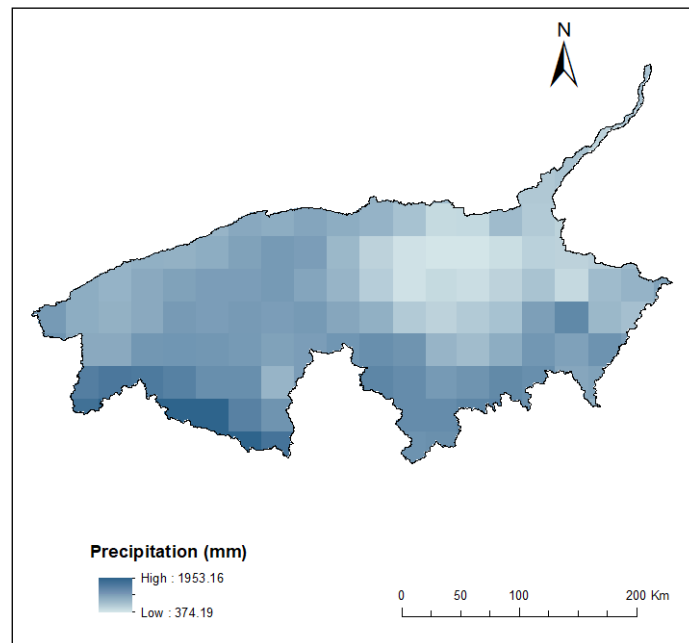 N
Precipitation (mm)
High : 1953.16
Low : 374.19
0 50 100 200 Km